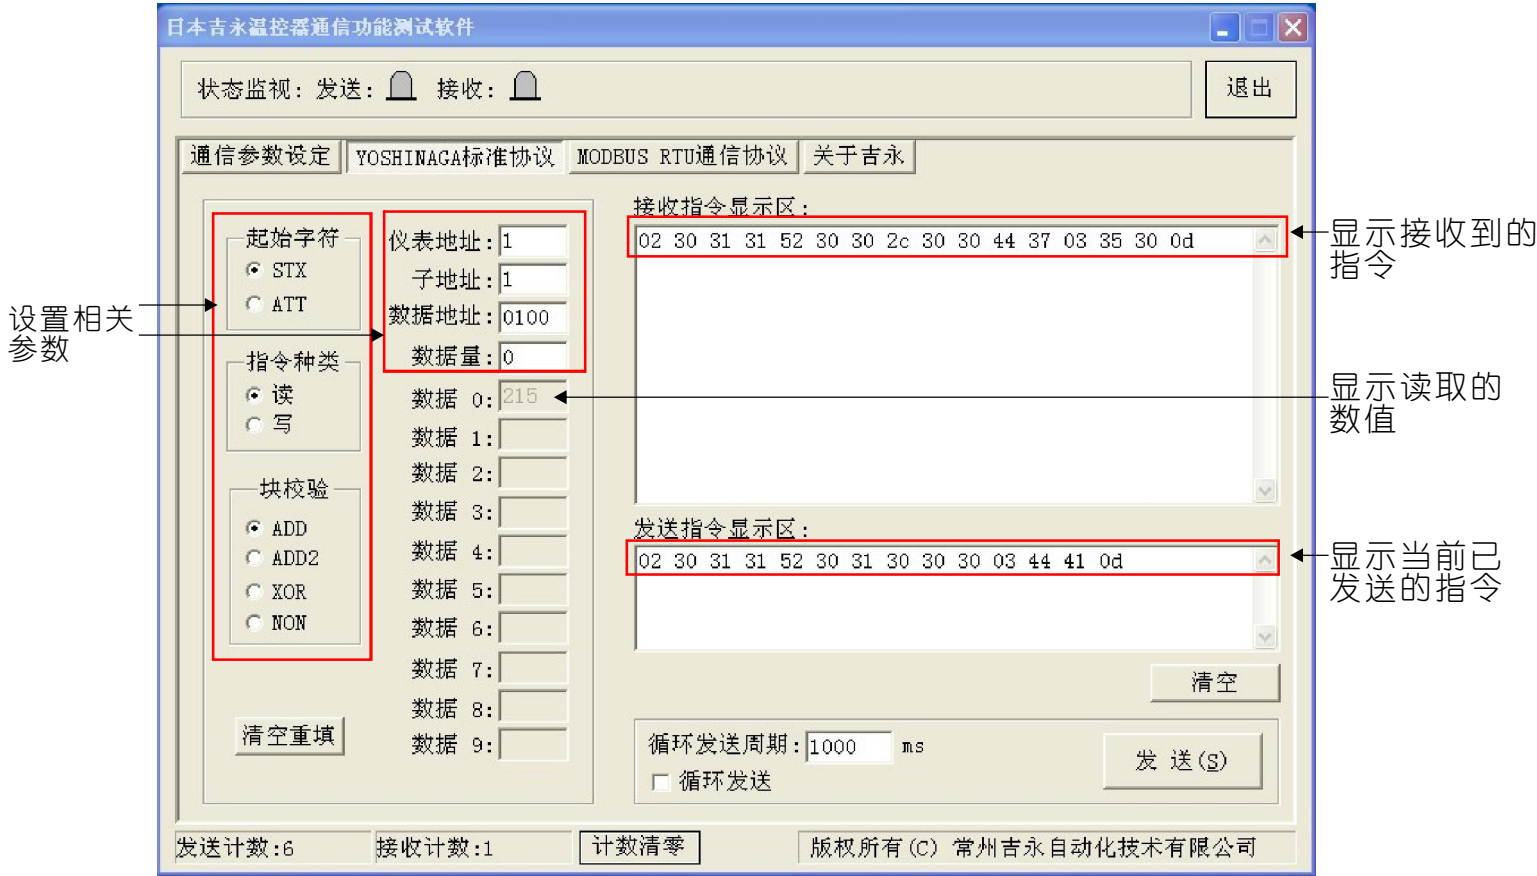 日本吉永温控器通信功能测试软件
状态监视: 发送: 接收:
退出
通信参数设定 YOSHINAGA标准协议 MODBUS RTU通信协议 关于吉永
起始字符
STX
ATT
指令种类
读
写
块校验
ADD
ADD2
XOR
NON
清空重填
仪表地址: 1
子地址: 1
数据地址: 0100
数据量: 0
数据 0: 215
数据 1:
数据 2:
数据 3:
数据 4:
数据 5:
数据 6:
数据 7:
数据 8:
数据 9:
接收指令显示区:
02 30 31 31 52 30 30 2c 30 30 44 37 03 35 30 0d
发送指令显示区:
02 30 31 31 52 30 31 30 30 30 03 44 41 0d
清空
循环发送周期: 1000 ms
循环发送
发 送(S)
发送计数:6 接收计数:1 计数清零 版权所有(C) 常州吉永自动化技术有限公司
设置相关
参数
显示接收到的
指令
显示读取的
数值
显示当前已
发送的指令